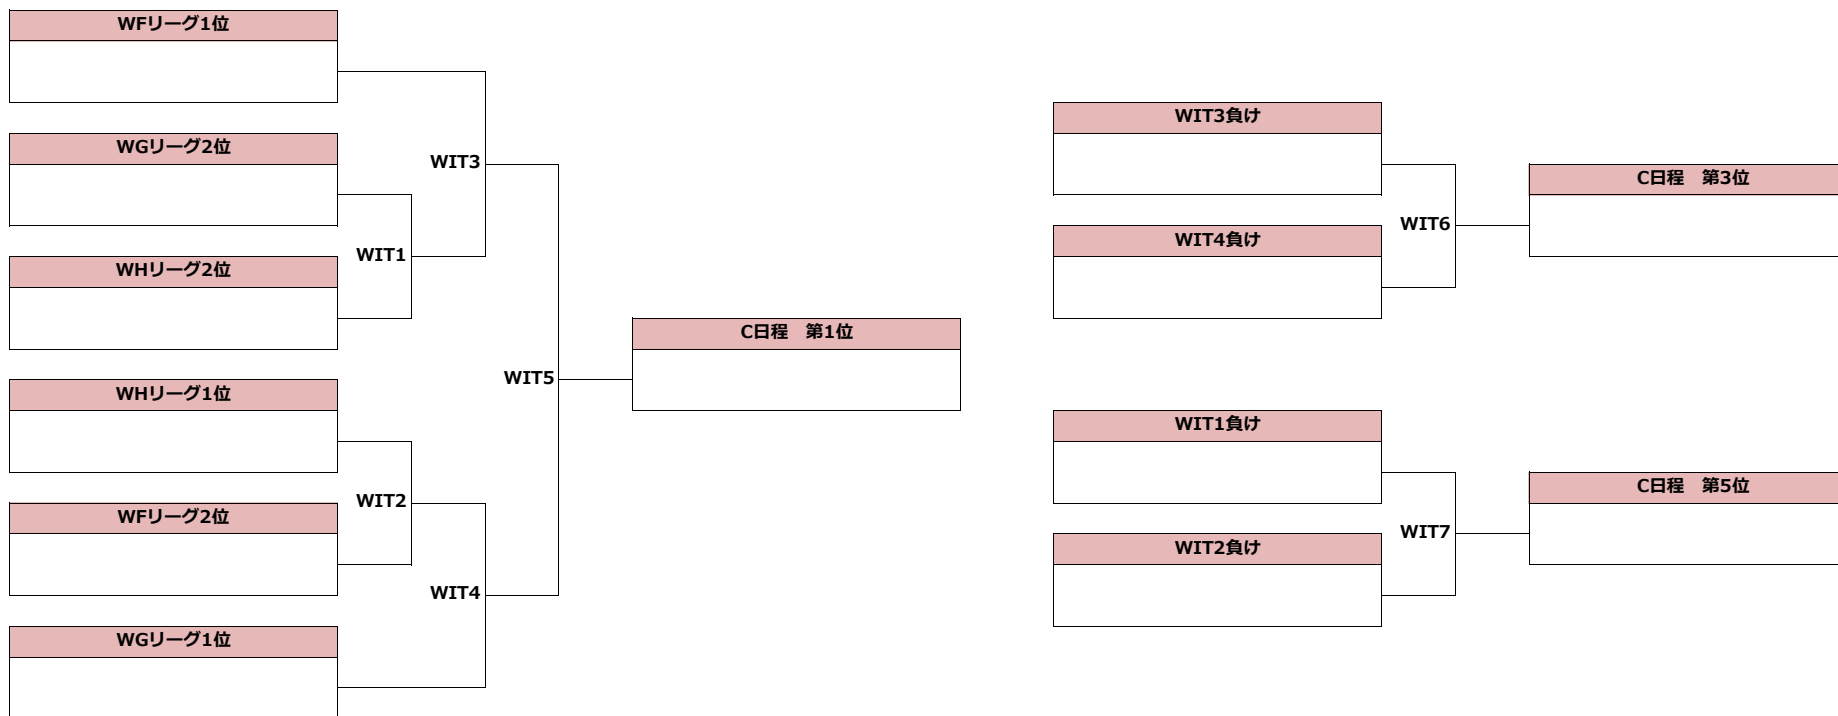 WFリーグ1位
WGリーグ2位
WIT3
WIT1
WHリーグ2位
C日程　第1位
WIT5
WHリーグ1位
WIT2
WFリーグ2位
WIT4
WGリーグ1位
WIT3負け
C日程　第3位
WIT6
WIT4負け
WIT1負け
C日程　第5位
WIT7
WIT2負け